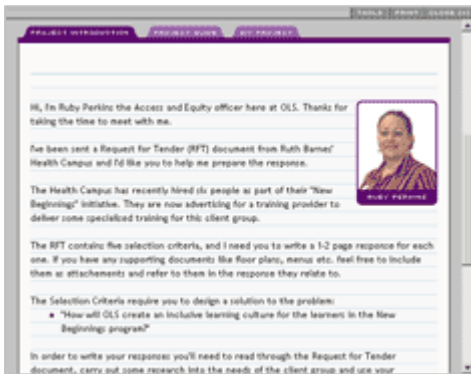 TOOLS PRINT CLOSE
PROJECT INTRODUCTION PROJECT GUIDE MY PROJECT
Hi, I'm Ruby Perkins the Access and Equity officer here at OLS. Thanks for
taking the time to meet with me.
I've been sent a Request for Tender (RFT) document from Ruth Barnes'
Health Campus and I'd like you to help me prepare the response.
RUBY PERKINS
The Health Campus has recently hired six people as part of their "New
Beginnings" initiative. They are now advertising for a training provider to
deliver some specialised training for this client group.
The RFT contains five selection criteria, and I need you to write a 1-2 page response for each
one. If you have any supporting documents like floor plans, menus etc. feel free to include
them as attachements and refer to them in the response they relate to.
The Selection Criteria require you to design a solution to the problem:
"How will OLS create an inclusive learning culture for the learners in the New
Beginnings program?"
In order to write your responses you'll need to read through the Request for Tender
document, carry out some research into the needs of the client group and use your